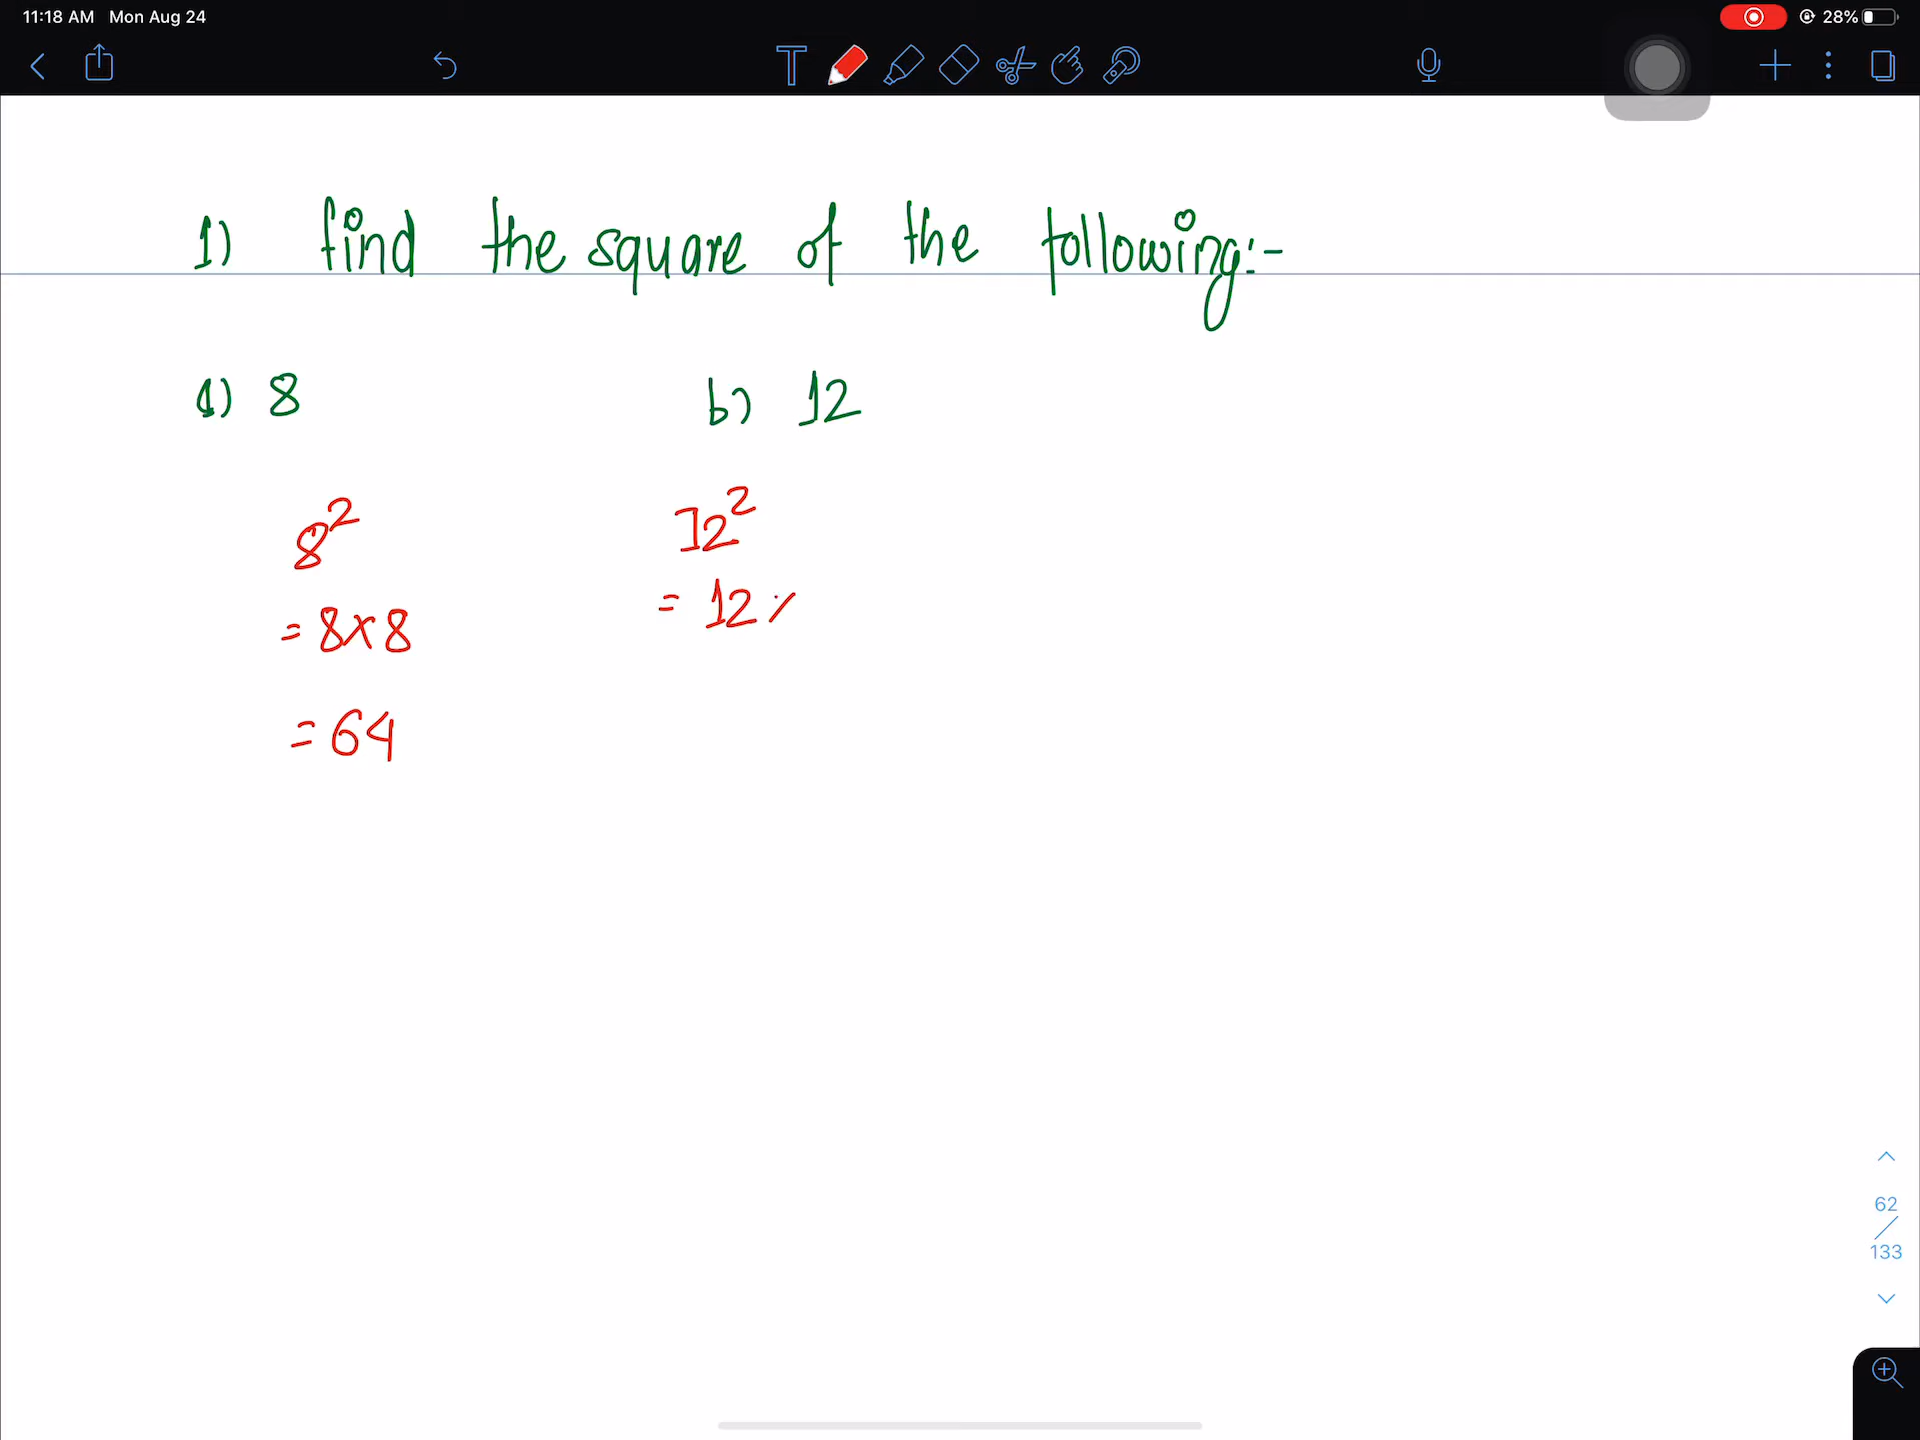 11:18 AM Mon Aug 24
28%
1) find the square of the following:-
a) 8
b) 12
8²
= 8x8
= 64
12²
= 12
62
/
133